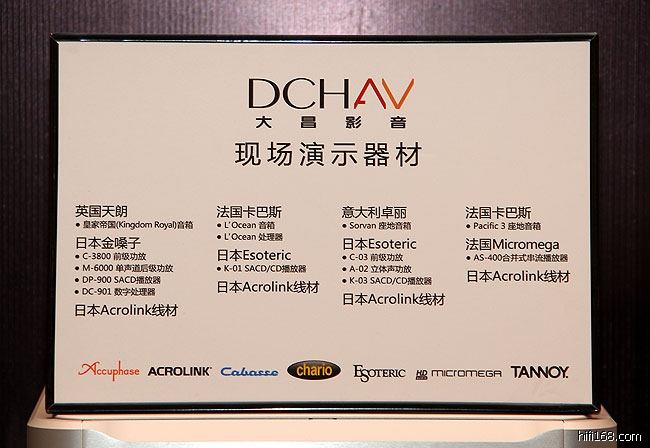 DCHAV
大昌影音
现场演示器材
英国天朗
• 皇家帝国(Kingdom Royal)音箱
日本金嗓子
• C-3800 前级功放
• M-6000 单声道后级功放
• DP-900 SACD播放器
• DC-901 数字处理器
日本Acrolink线材
法国卡巴斯
• L'Ocean 音箱
• L'Ocean 处理器
日本Esoteric
• K-01 SACD/CD播放器
日本Acrolink线材
意大利卓丽
• Sorvan 座地音箱
日本Esoteric
• C-03 前级功放
• A-02 立体声功放
• K-03 SACD/CD播放器
日本Acrolink线材
法国卡巴斯
• Pacific 3 座地音箱
法国Micromega
• AS-400合并式串流播放器
日本Acrolink线材
Accuphase ACROLINK Cabasse chario ESOTERIC HD MICROMEGA TANNOY
hifi168.com